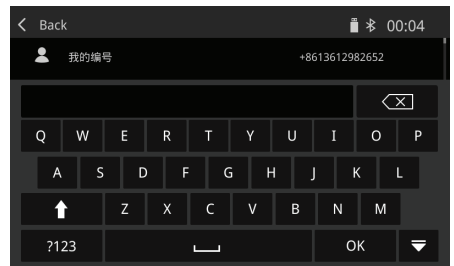 Back 00:04
我的编号 +8613612982652
Q W E R T Y U I O P
A S D F G H J K L
Z X C V B N M
?123 OK